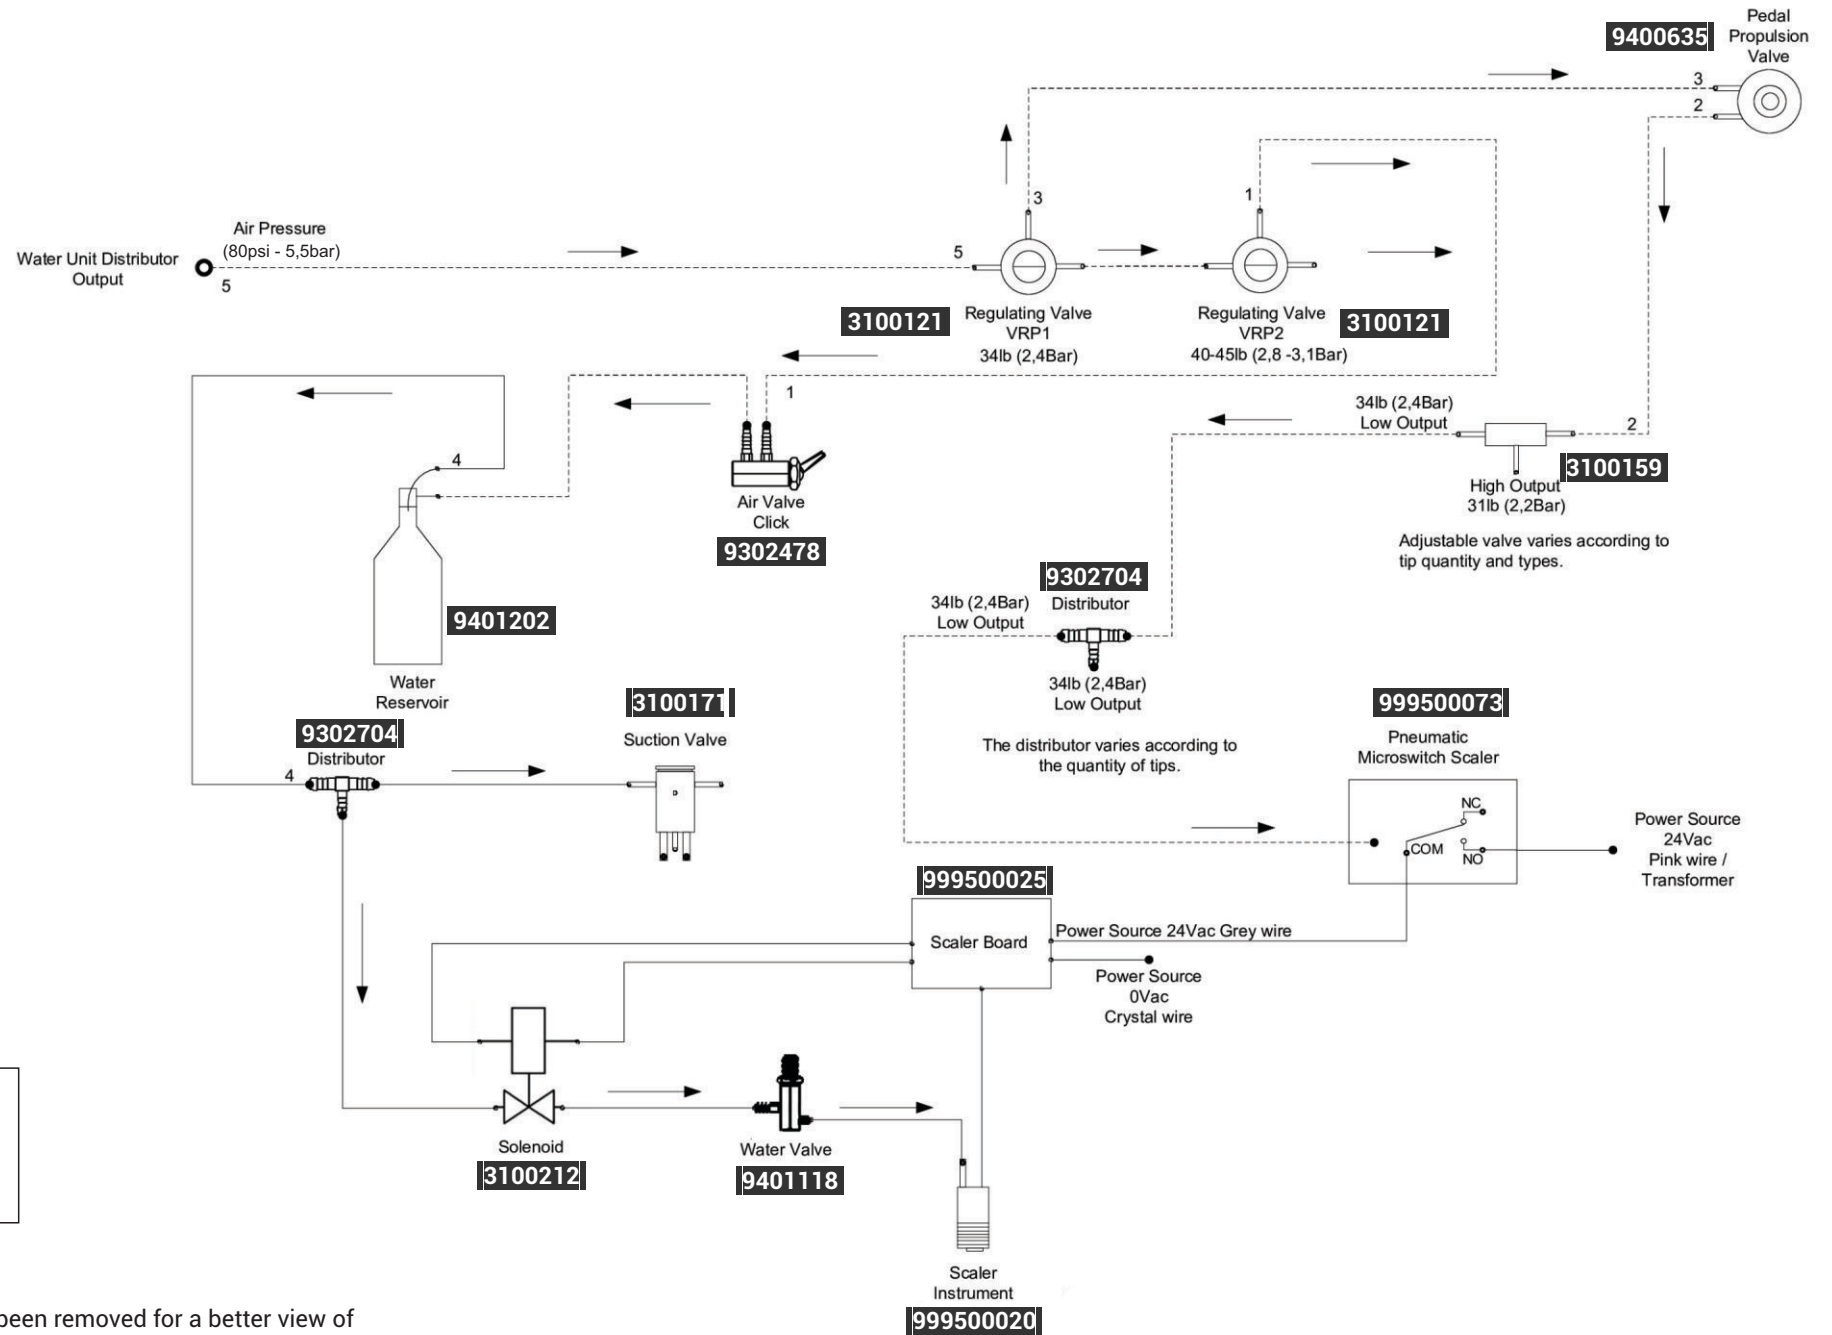 9400635
Pedal
Propulsion
Valve
3
2
Air Pressure
(80psi - 5,5bar)
Water Unit Distributor
Output
5
5
3
1
3100121
Regulating Valve
VRP1
34lb (2,4Bar)
Regulating Valve
VRP2
40-45lb (2,8 -3,1Bar)
3100121
1
34lb (2,4Bar)
Low Output
2
3100159
High Output
31lb (2,2Bar)
Adjustable valve varies according to
tip quantity and types.
4
Air Valve
Click
9302478
9401202
Water
Reservoir
9302704
Distributor
34lb (2,4Bar)
Low Output
34lb (2,4Bar)
Low Output
The distributor varies according to
the quantity of tips.
9302704
Distributor
4
3100171
Suction Valve
999500073
Pneumatic
Microswitch Scaler
NC
COM
NO
Power Source
24Vac
Pink wire /
Transformer
999500025
Scaler Board
Power Source 24Vac Grey wire
Power Source
0Vac
Crystal wire
Solenoid
3100212
Water Valve
9401118
Scaler
Instrument
999500020
been removed for a better view of